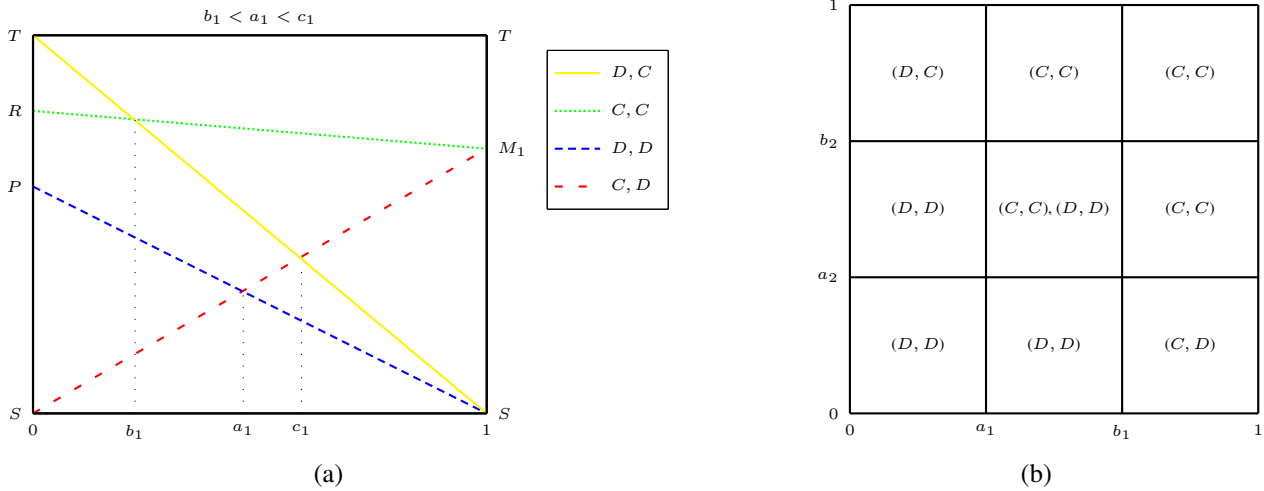 b₁ < a₁ < c₁
T
R
P
S
T
M₁
S
0
b₁
a₁
c₁
1
D, C
C, C
D, D
C, D
(a)
1
b₂
a₂
0
(D, C)
(C, C)
(C, C)
(D, D)
(C, C),(D, D)
(C, C)
(D, D)
(D, D)
(C, D)
0
a₁
b₁
1
(b)